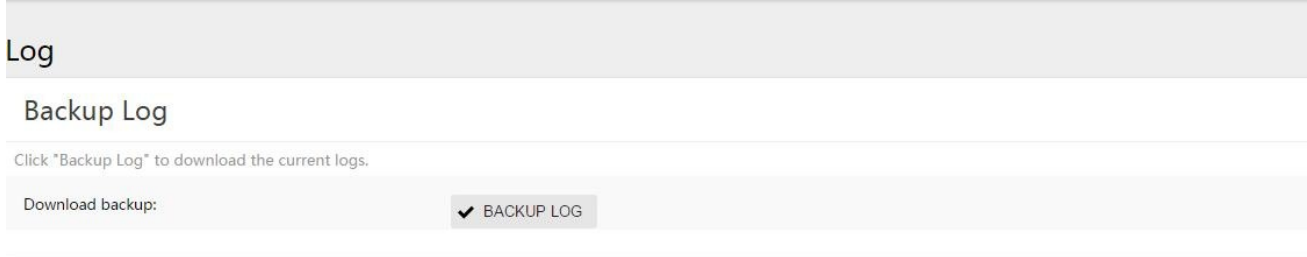 Log
Backup Log
Click "Backup Log" to download the current logs.
Download backup:
BACKUP LOG